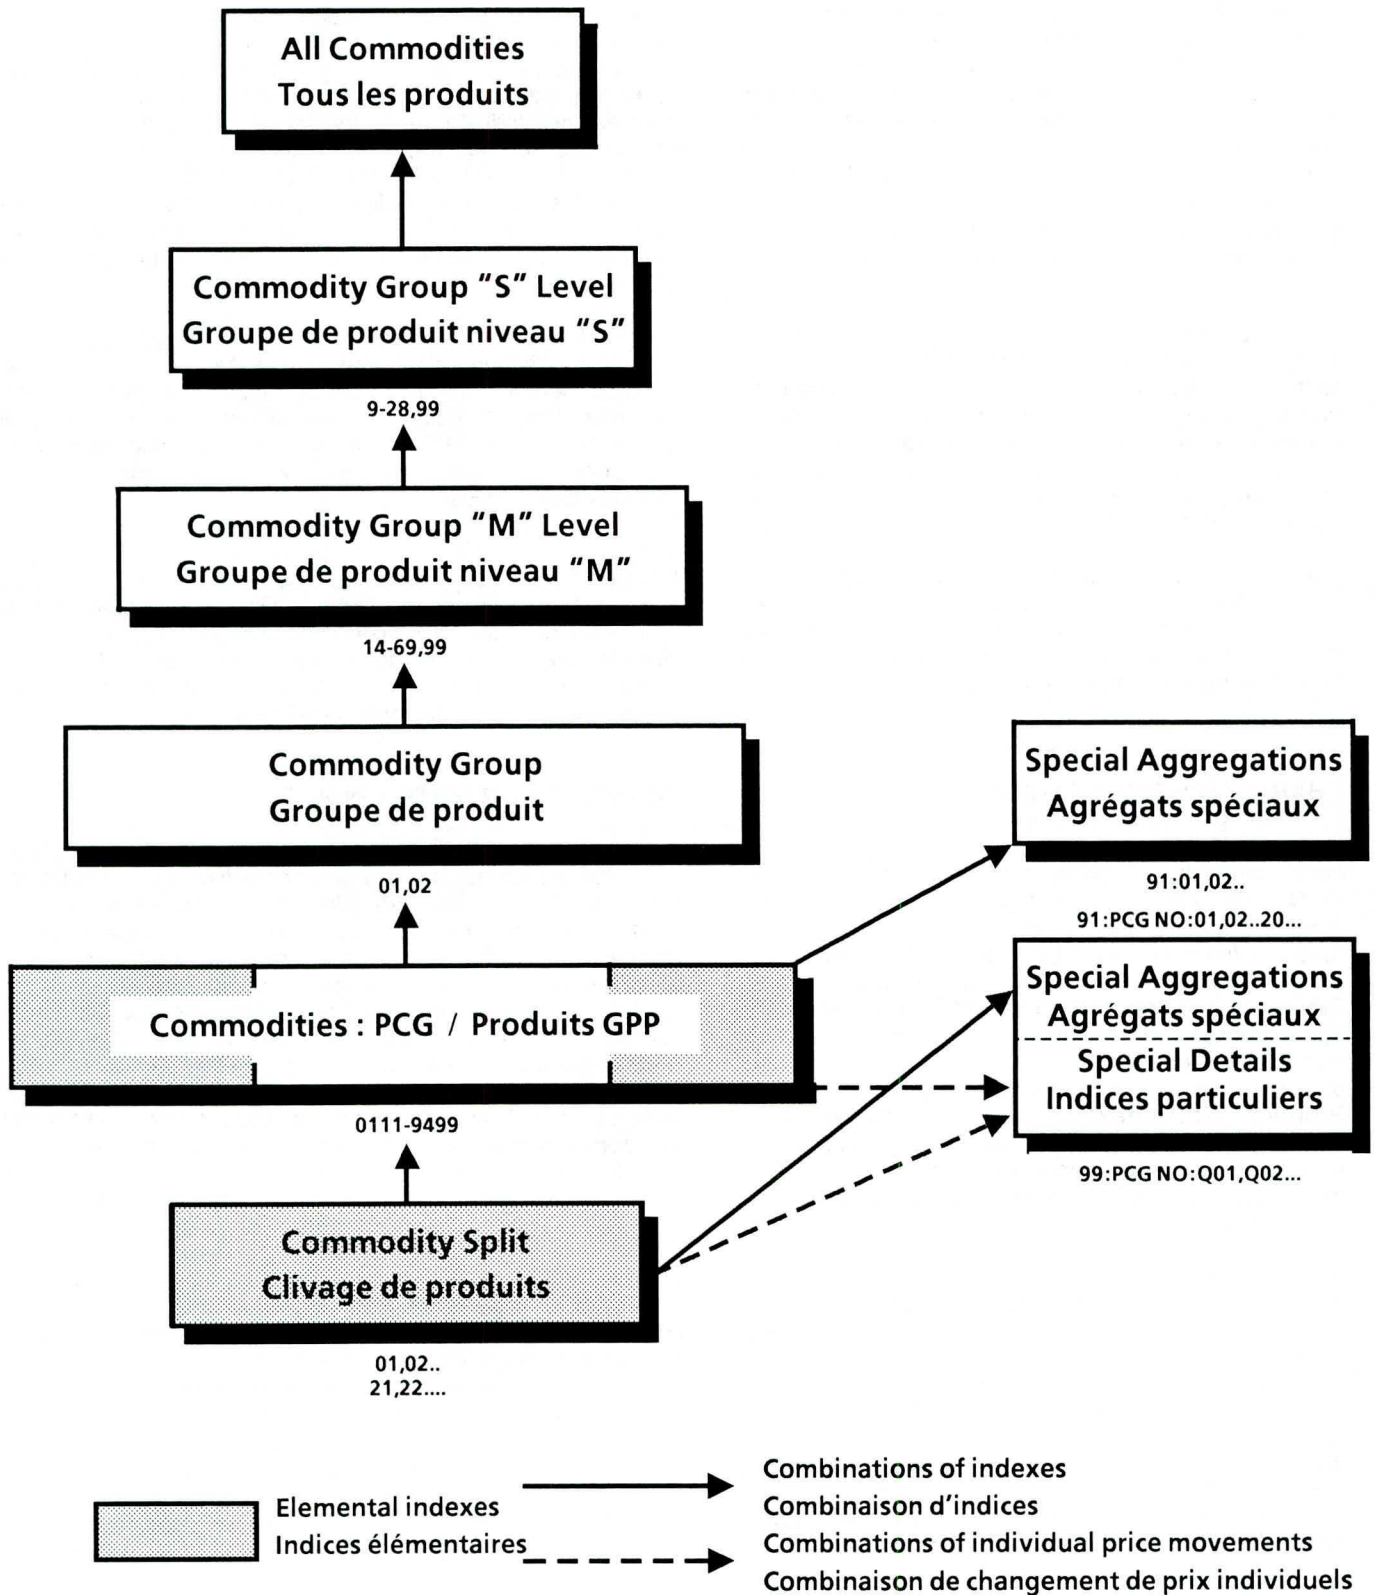 All Commodities
Tous les produits
Commodity Group "S" Level
Groupe de produit niveau "S"
9-28,99
Commodity Group "M" Level
Groupe de produit niveau "M"
14-69,99
Commodity Group
Groupe de produit
01,02
Special Aggregations
Agrégats spéciaux
91:01,02..
91:PCG NO:01,02..20...
Commodities : PCG / Produits GPP
0111-9499
Special Aggregations
Agrégats spéciaux
Special Details
Indices particuliers
99:PCG NO:Q01,Q02...
Commodity Split
Clivage de produits
01,02..
21,22....
Elemental indexes
Indices élémentaires
Combinations of indexes
Combinaison d'indices
Combinations of individual price movements
Combinaison de changement de prix individuels